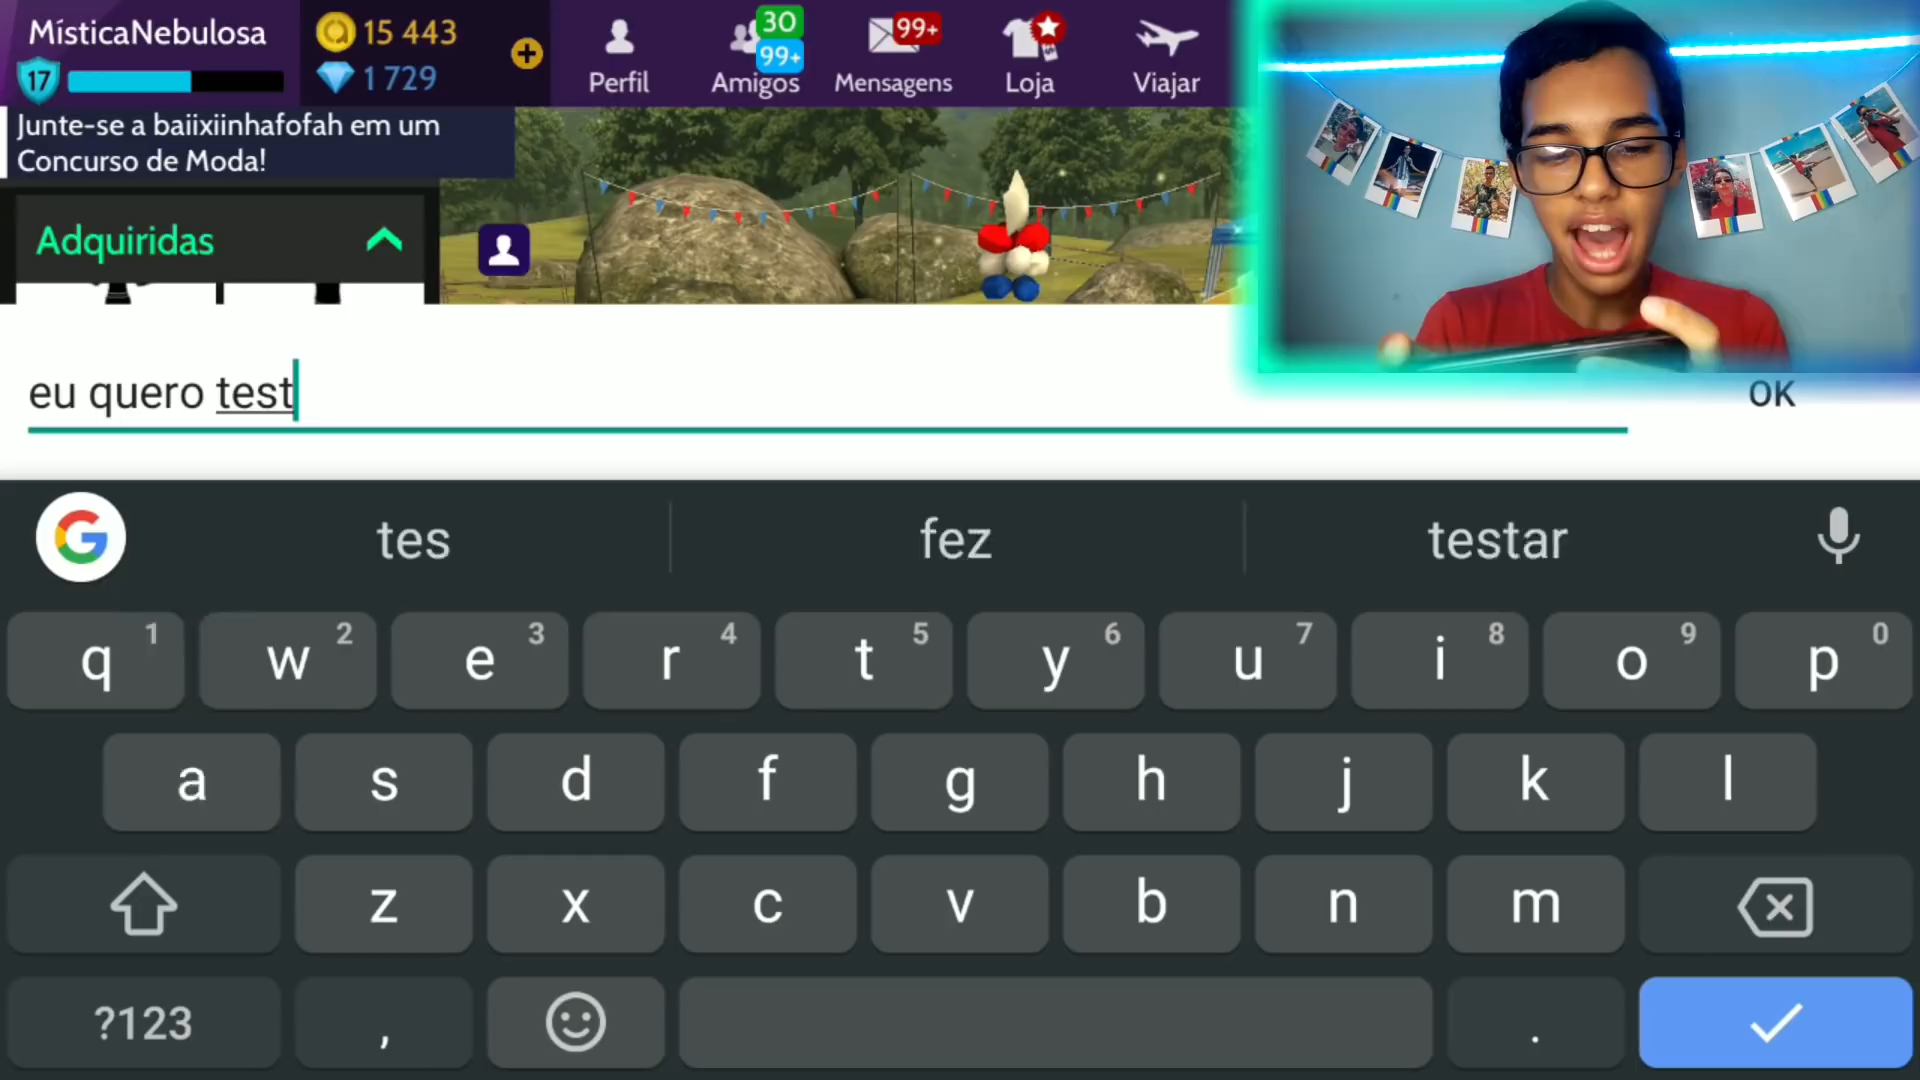 MísticaNebulosa
17
15 443
1 729
Perfil
30
99+
Amigos
99+
Mensagens
Loja
Viajar
Junte-se a baiixiinhafofah em um
Concurso de Moda!
Adquiridas
eu quero test
OK
tes fez testar
q 1 w 2 e 3 r 4 t 5 y 6 u 7 i 8 o 9 p 0
a s d f g h j k l
z x c v b n m
?123 , .